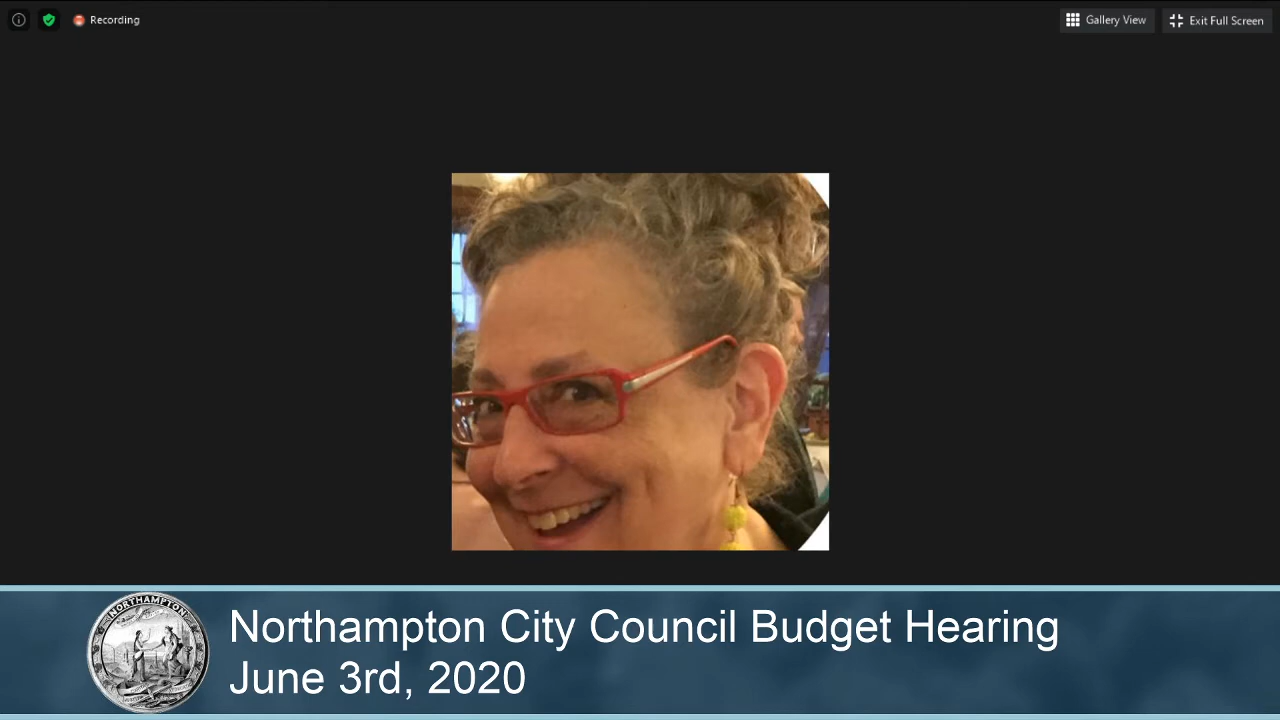 Recording
Gallery View
Exit Full Screen
NORTHAMPTON
Northampton City Council Budget Hearing
June 3rd, 2020